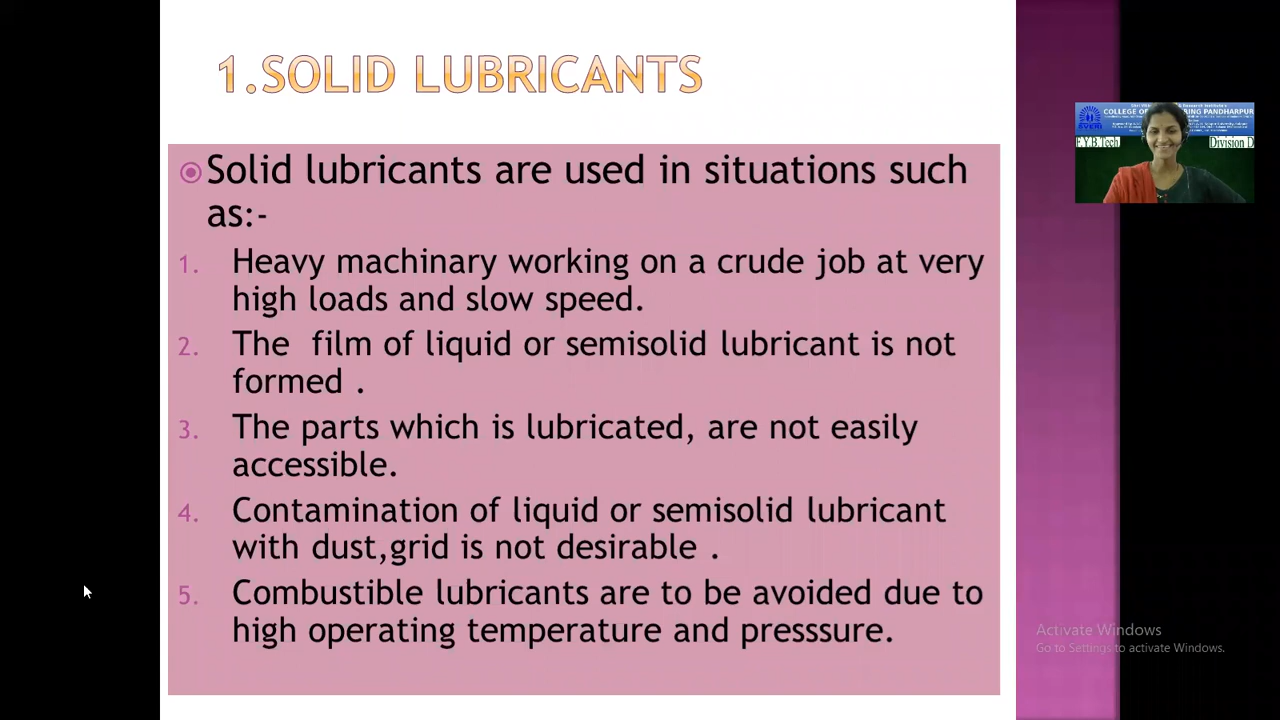 1.SOLID LUBRICANTS
Solid lubricants are used in situations such
as:-
1. Heavy machinary working on a crude job at very
high loads and slow speed.
2. The film of liquid or semisolid lubricant is not
formed .
3. The parts which is lubricated, are not easily
accessible.
4. Contamination of liquid or semisolid lubricant
with dust,grid is not desirable .
5. Combustible lubricants are to be avoided due to
high operating temperature and presssure.
COLLEGE OF PANDHARPUR
F.Y.B.Tech
Division D
Activate Windows
Go to Settings to activate Windows.